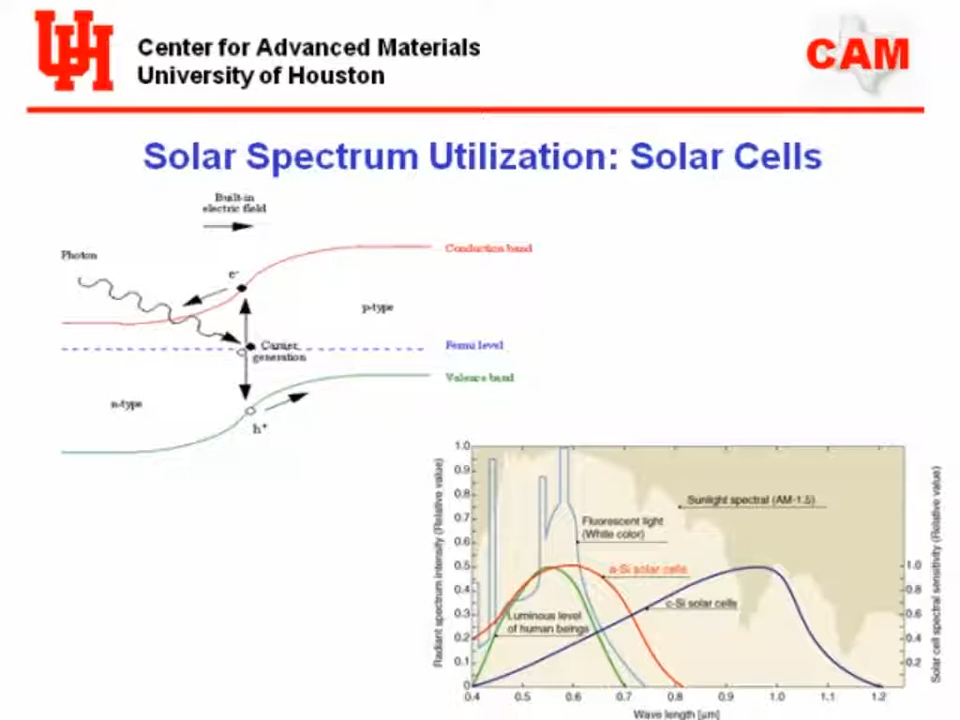 UH
Center for Advanced Materials
University of Houston
CAM
Solar Spectrum Utilization: Solar Cells
Built-in
electric field
Photon
e-
Conduction band
p-type
Carrier
generation
Fermi level
Valence band
n-type
h+
Radiant spectrum intensity (Relative value)
1.0
0.9
0.8
0.7
0.6
0.5
0.4
0.3
0.2
0.1
0
Sunlight spectral (AM-1.5)
Fluorescent light
(White color)
a-Si solar cells
c-Si solar cells
Luminous level
of human beings
1.0
0.8
0.6
0.4
0.2
Solar cell spectral sensitivity (Relative value)
0.4 0.5 0.6 0.7 0.8 0.9 1.0 1.1 1.2
Wave length [μm]